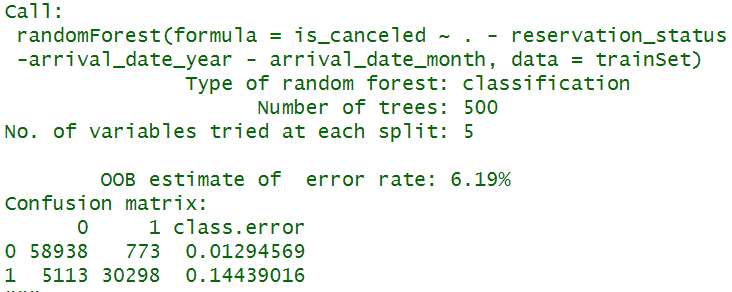 Call:
 randomForest(formula = is_canceled ~ . - reservation_status
 -arrival_date_year - arrival_date_month, data = trainSet)
               Type of random forest: classification
                     Number of trees: 500
No. of variables tried at each split: 5

        OOB estimate of  error rate: 6.19%
Confusion matrix:
      0     1 class.error
0 58938   773  0.01294569
1  5113 30298  0.14439016